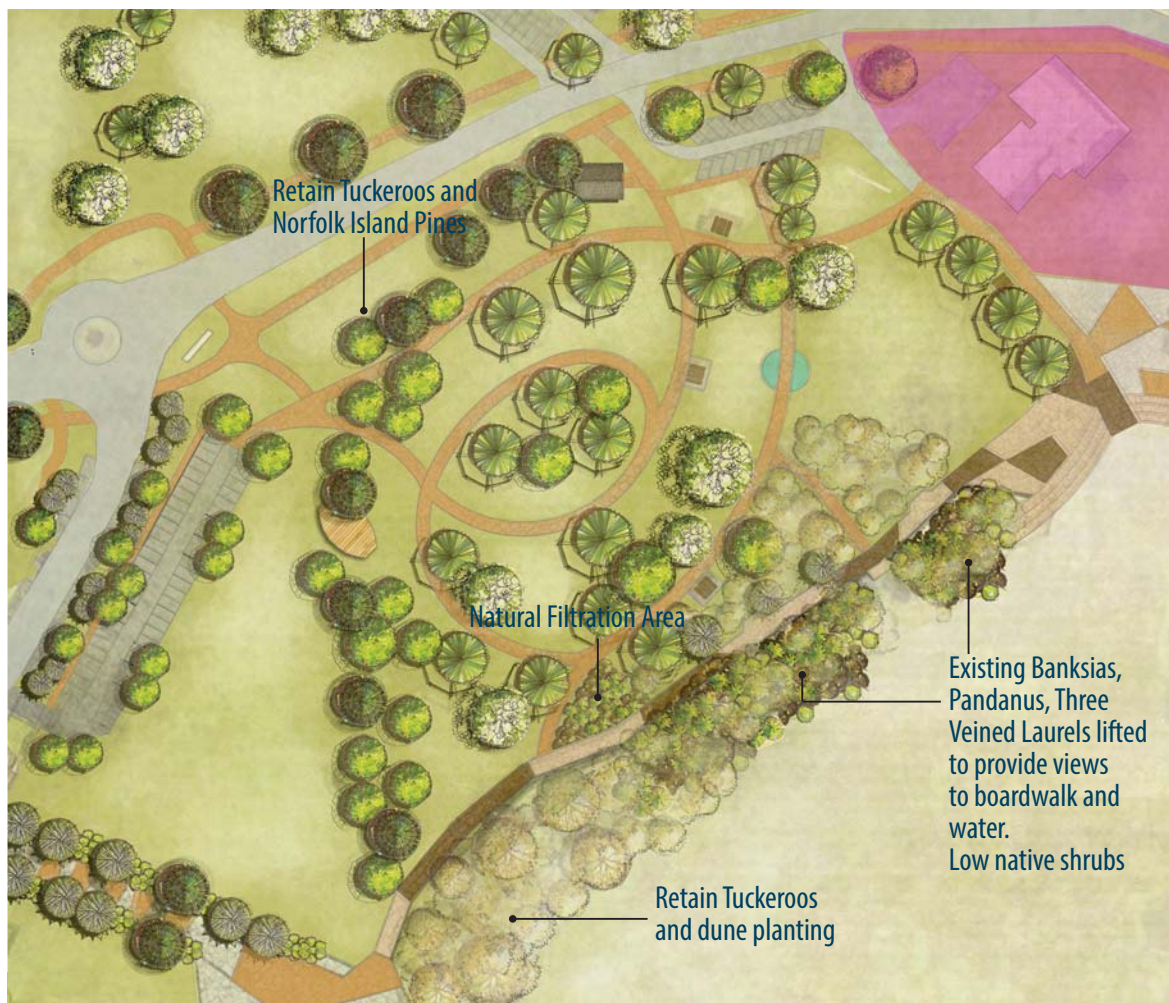 Retain Tuckeroos and
Norfolk Island Pines
Natural Filtration Area
Existing Banksias,
Pandanus, Three
Veined Laurels lifted
to provide views
to boardwalk and
water.
Low native shrubs
Retain Tuckeroos
and dune planting